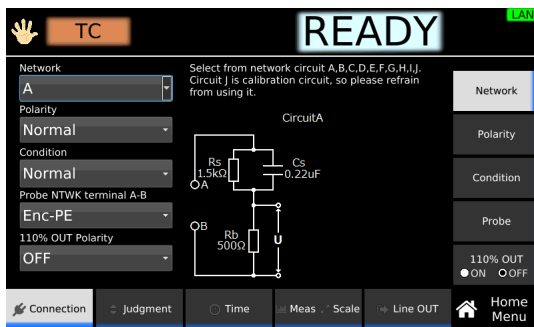 TC
READY
LAN
Network
A
Polarity
Normal
Condition
Normal
Probe NTWK terminal A-B
Enc-PE
110% OUT Polarity
OFF
Select from network circuit A,B,C,D,E,F,G,H,I,J.
Circuit J is calibration circuit, so please refrain
from using it.
CircuitA
Rs
1.5kΩ
Cs
0.22uF
A
B
Rb
500Ω
U
Network
Polarity
Condition
Probe
110% OUT
ON OFF
Connection
Judgment
Time
Meas / Scale
Line OUT
Home
Menu